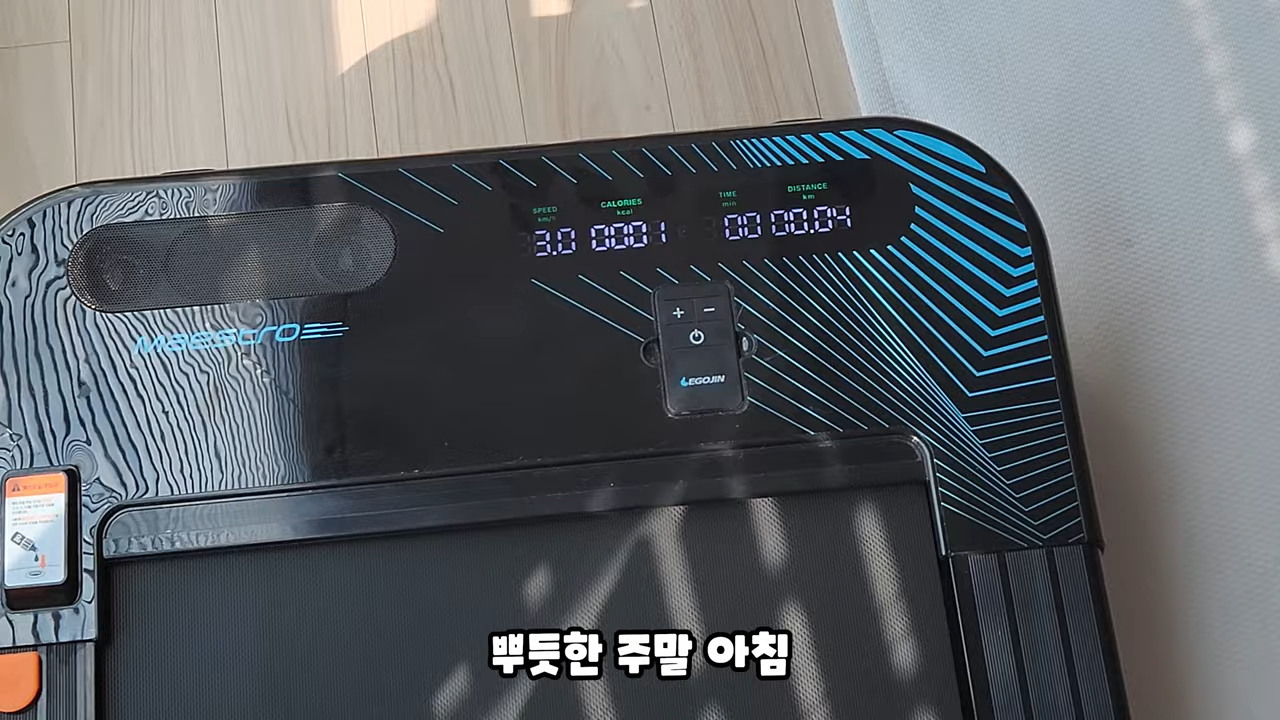 SPEED
km/h
CALORIES
kcal
TIME
min
DISTANCE
km
3.0 0001 00 00.04
Maestro
+ −
EGOJIN
뿌듯한 주말 아침